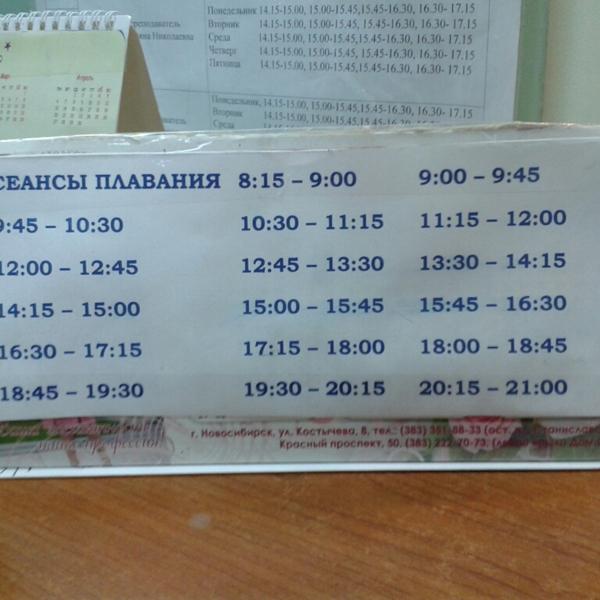 Понедельник 14.15-15.00, 15.00-15.45,15.45-16.30, 16.30- 17.15
Вторник 14.15-15.00, 15.00-15.45,15.45-16.30, 16.30- 17.15
Среда 14.15-15.00, 15.00-15.45,15.45-16.30, 16.30- 17.15
Четверг 14.15-15.00, 15.00-15.45,15.45-16.30, 16.30- 17.15
Пятница 14.15-15.00, 15.00-15.45,15.45-16.30, 16.30- 17.15
Николаевна
Апрель
Понедельник, 14.15-15.00, 15.00-15.45,15.45-16.30, 16.30- 17.15
Вторник 14.15-15.00, 15.00-15.45,15.45-16.30, 16.30- 17.15
Среда
СЕАНСЫ ПЛАВАНИЯ 8:15 – 9:00 9:00 – 9:45
9:45 – 10:30 10:30 – 11:15 11:15 – 12:00
12:00 – 12:45 12:45 – 13:30 13:30 – 14:15
14:15 – 15:00 15:00 – 15:45 15:45 – 16:30
16:30 – 17:15 17:15 – 18:00 18:00 – 18:45
18:45 – 19:30 19:30 – 20:15 20:15 – 21:00
г. Новосибирск, ул. Костычева, 8, тел.: (383) 351-88-33 (ост.
Красный проспект, 50, (383) 222-70-73,